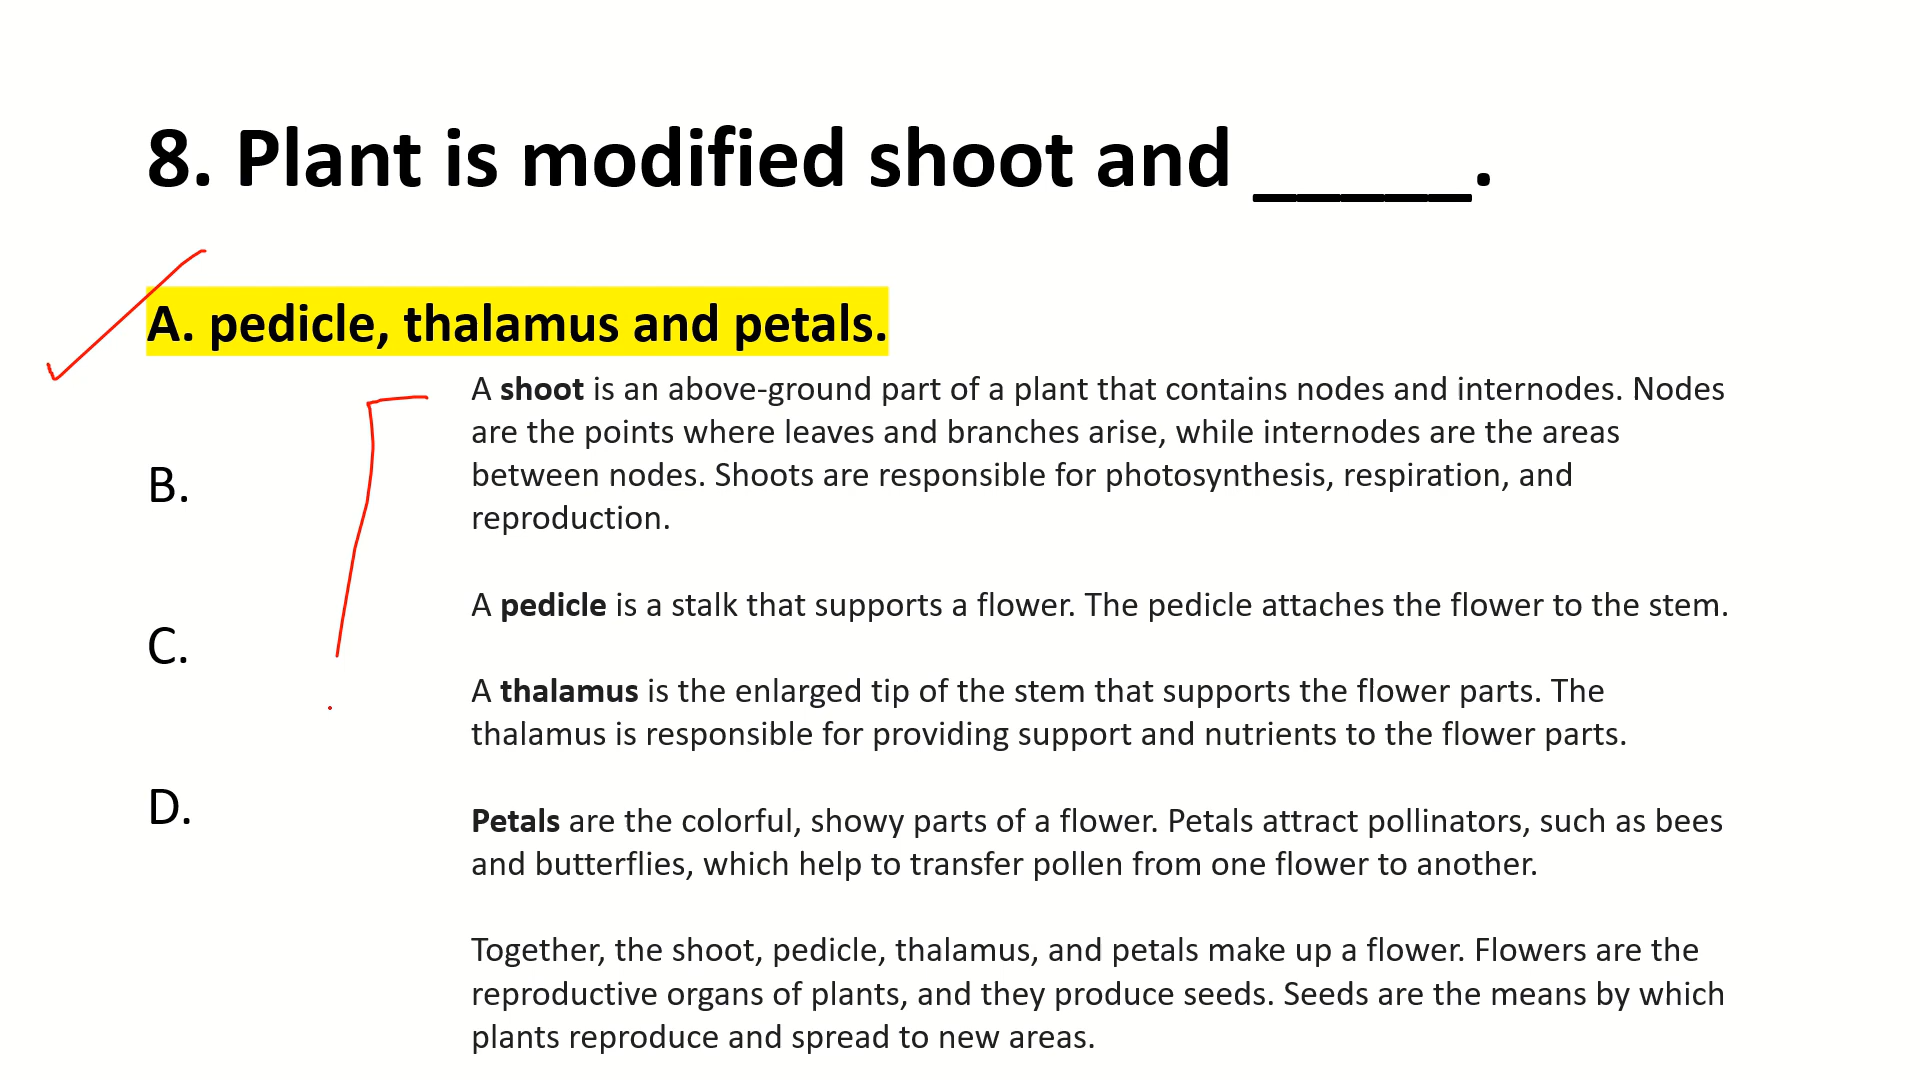 8. Plant is modified shoot and _____.
A. pedicle, thalamus and petals.
A shoot is an above-ground part of a plant that contains nodes and internodes. Nodes
are the points where leaves and branches arise, while internodes are the areas
between nodes. Shoots are responsible for photosynthesis, respiration, and
reproduction.
B.
A pedicle is a stalk that supports a flower. The pedicle attaches the flower to the stem.
C.
A thalamus is the enlarged tip of the stem that supports the flower parts. The
thalamus is responsible for providing support and nutrients to the flower parts.
D.
Petals are the colorful, showy parts of a flower. Petals attract pollinators, such as bees
and butterflies, which help to transfer pollen from one flower to another.
Together, the shoot, pedicle, thalamus, and petals make up a flower. Flowers are the
reproductive organs of plants, and they produce seeds. Seeds are the means by which
plants reproduce and spread to new areas.